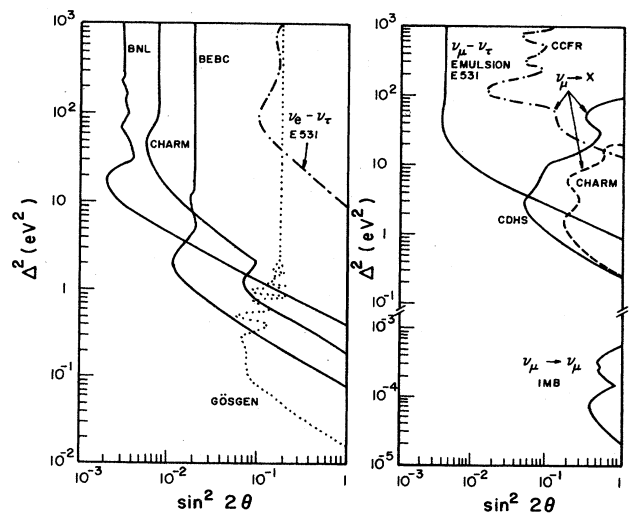 10³
10²
10
1
10⁻¹
10⁻²
Δ² (eV²)
BNL
BEBC
CHARM
νe – ντ
E531
GÖSGEN
10⁻³
10⁻²
10⁻¹
1
sin² 2θ
10³
10²
10
1
10⁻¹
10⁻³
10⁻⁴
10⁻⁵
Δ² (eV²)
νμ – ντ
EMULSION
E531
CCFR
νμ → X
CHARM
CDHS
νμ → νμ
IMB
10⁻³
10⁻²
10⁻¹
1
sin² 2θ